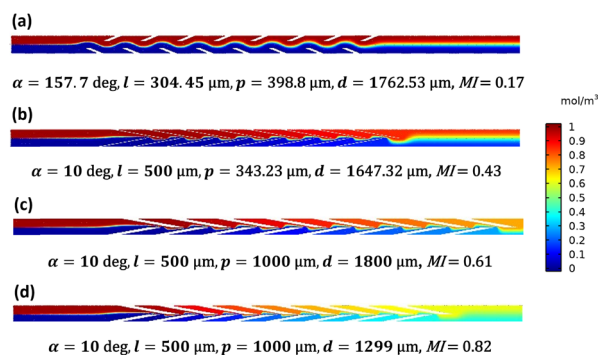 (a)
α = 157.7 deg, l = 304.45 μm, p = 398.8 μm, d = 1762.53 μm, MI = 0.17
(b)
α = 10 deg, l = 500 μm, p = 343.23 μm, d = 1647.32 μm, MI = 0.43
(c)
α = 10 deg, l = 500 μm, p = 1000 μm, d = 1800 μm, MI = 0.61
(d)
α = 10 deg, l = 500 μm, p = 1000 μm, d = 1299 μm, MI = 0.82
mol/m³
1
0.9
0.8
0.7
0.6
0.5
0.4
0.3
0.2
0.1
0